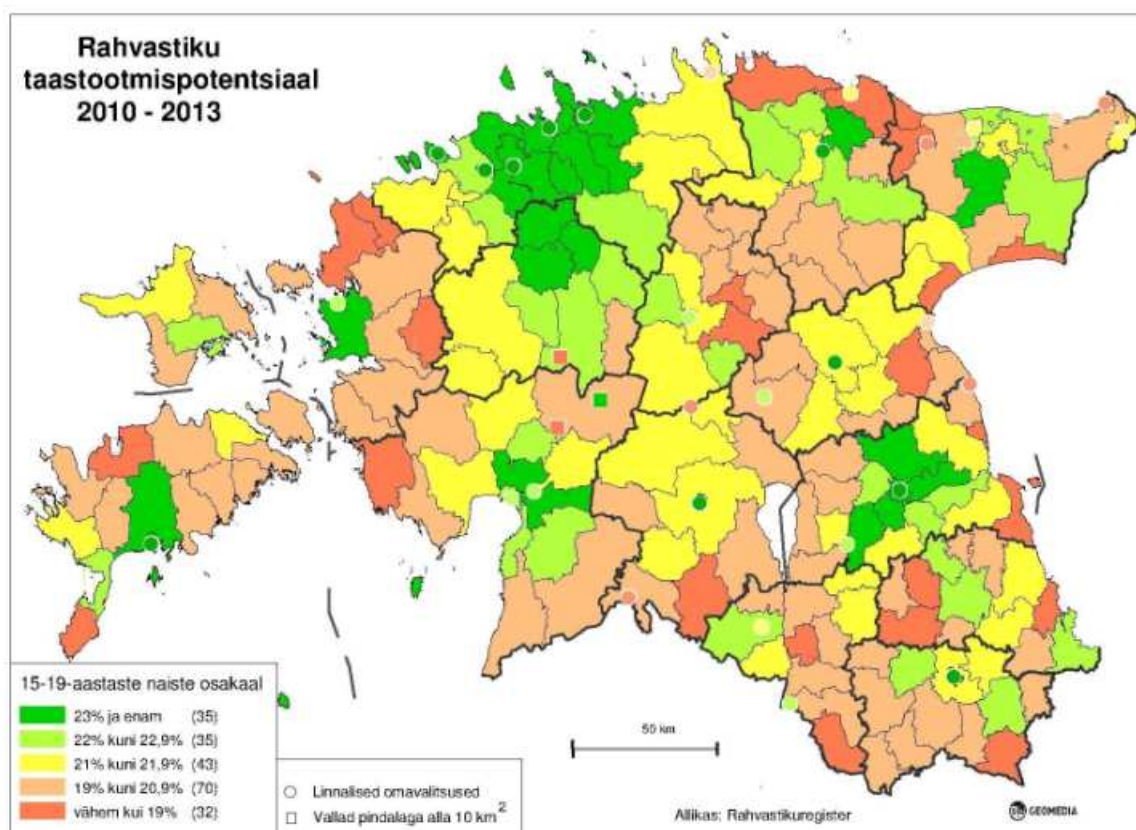 Rahvastiku
taastootmispotentsiaal
2010 - 2013
15-19-aastaste naiste osakaal
23% ja enam (35)
22% kuni 22,9% (35)
21% kuni 21,9% (43)
19% kuni 20,9% (70)
vähem kui 19% (32)
Linnalised omavalitsused
Vallad pindalaga alla 10 km²
50 km
Allikas: Rahvastikuregister
GEOMEDIA